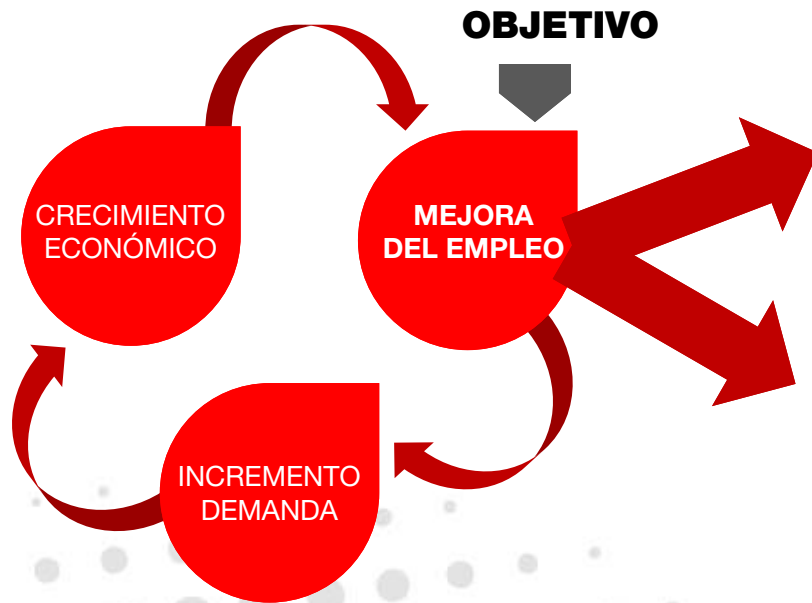 OBJETIVO
CRECIMIENTO
ECONÓMICO
MEJORA
DEL EMPLEO
INCREMENTO
DEMANDA